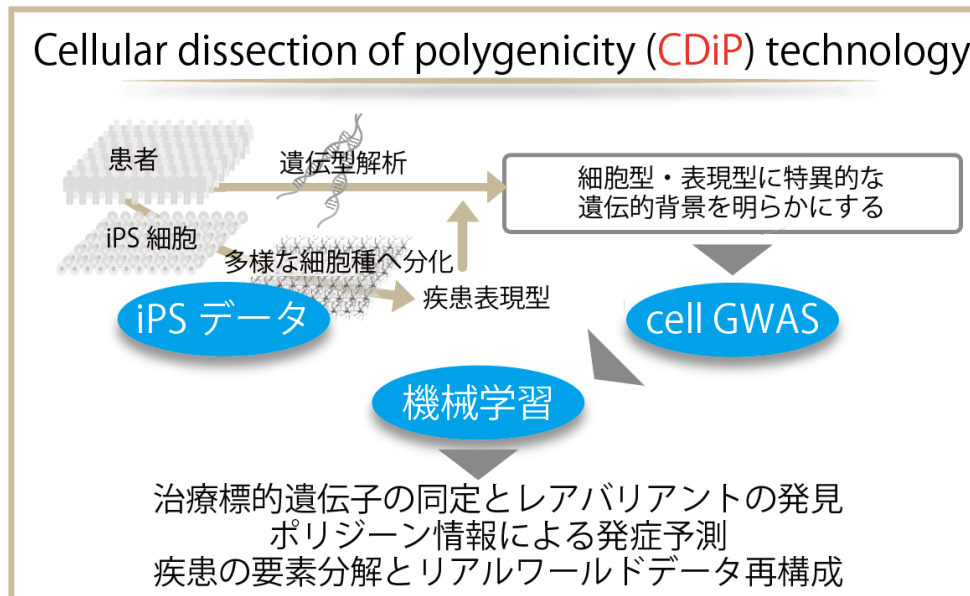 Cellular dissection of polygenicity (CDiP) technology
患者
遺伝型解析
細胞型・表現型に特異的な
遺伝的背景を明らかにする
iPS 細胞
多様な細胞種へ分化
疾患表現型
iPS データ
cell GWAS
機械学習
治療標的遺伝子の同定とレアバリアントの発見
ポリジーン情報による発症予測
疾患の要素分解とリアルワールドデータ再構成